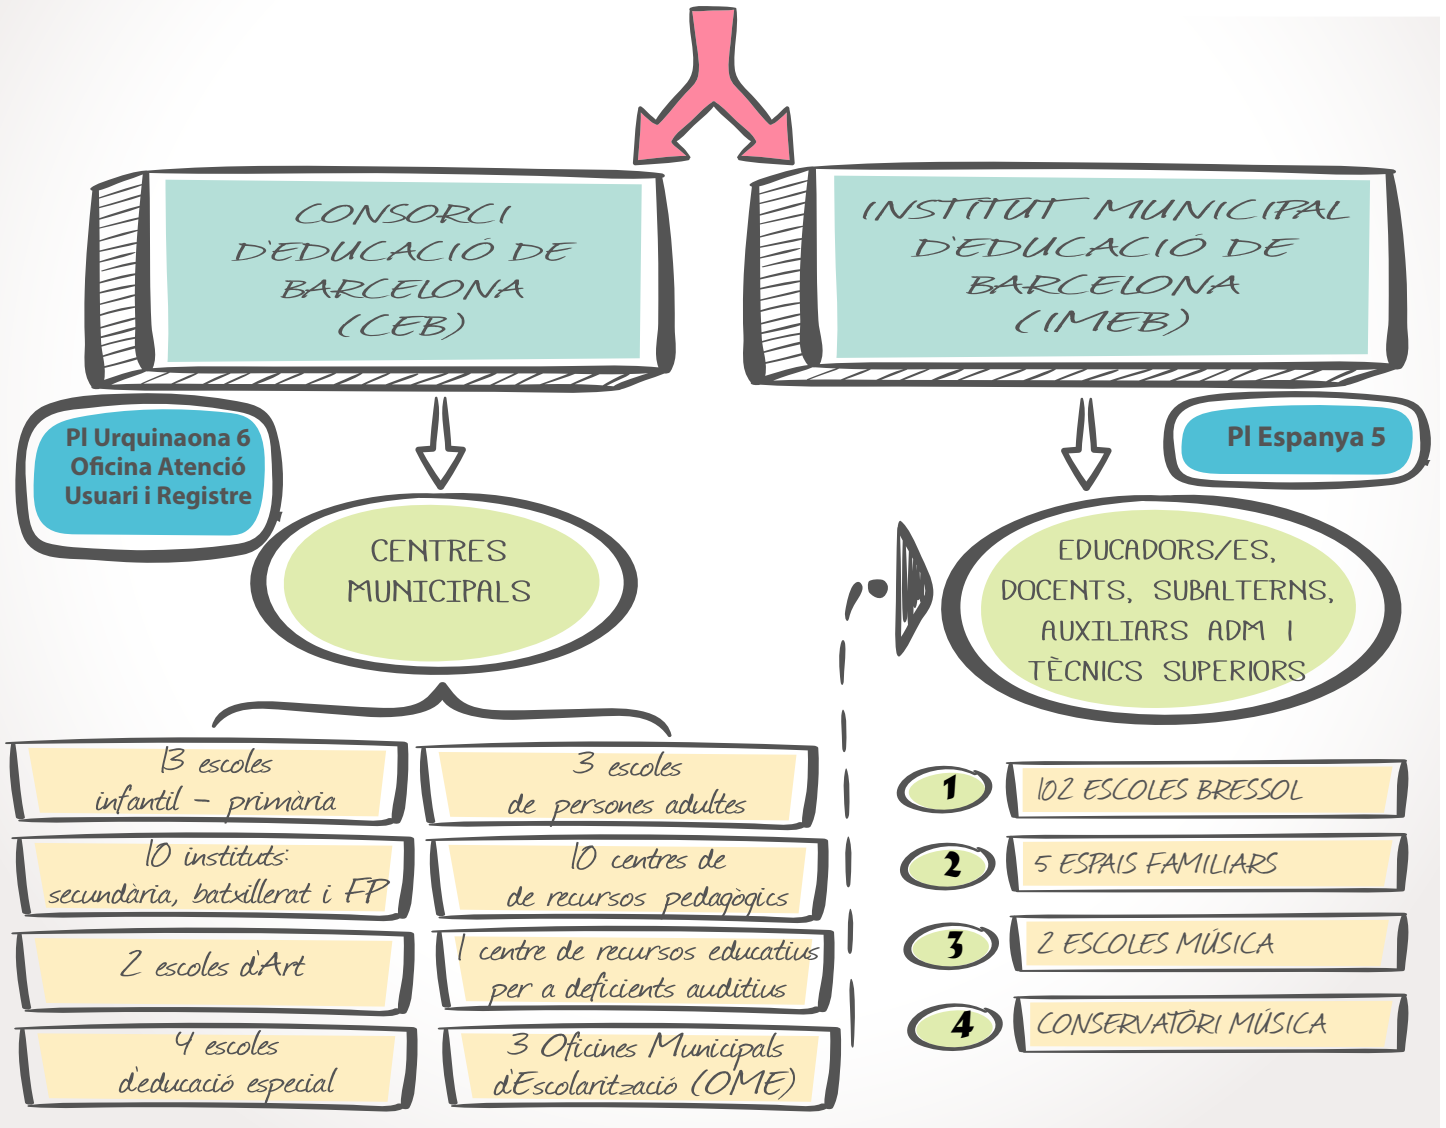 CONSORCI
D'EDUCACIÓ DE
BARCELONA
(CEB)
INSTITUT MUNICIPAL
D'EDUCACIÓ DE
BARCELONA
(IMEB)
Pl Urquinaona 6
Oficina Atenció
Usuari i Registre
Pl Espanya 5
CENTRES
MUNICIPALS
EDUCADORS/ES,
DOCENTS, SUBALTERNS,
AUXILIARS ADM I
TÈCNICS SUPERIORS
13 escoles
infantil – primària
3 escoles
de persones adultes
10 instituts:
secundària, batxillerat i FP
10 centres de
de recursos pedagògics
2 escoles d'Art
1 centre de recursos educatius
per a deficients auditius
4 escoles
d'educació especial
3 Oficines Municipals
d'Escolarització (OME)
1
102 ESCOLES BRESSOL
2
5 ESPAIS FAMILIARS
3
2 ESCOLES MÚSICA
4
CONSERVATÒRI MÚSICA